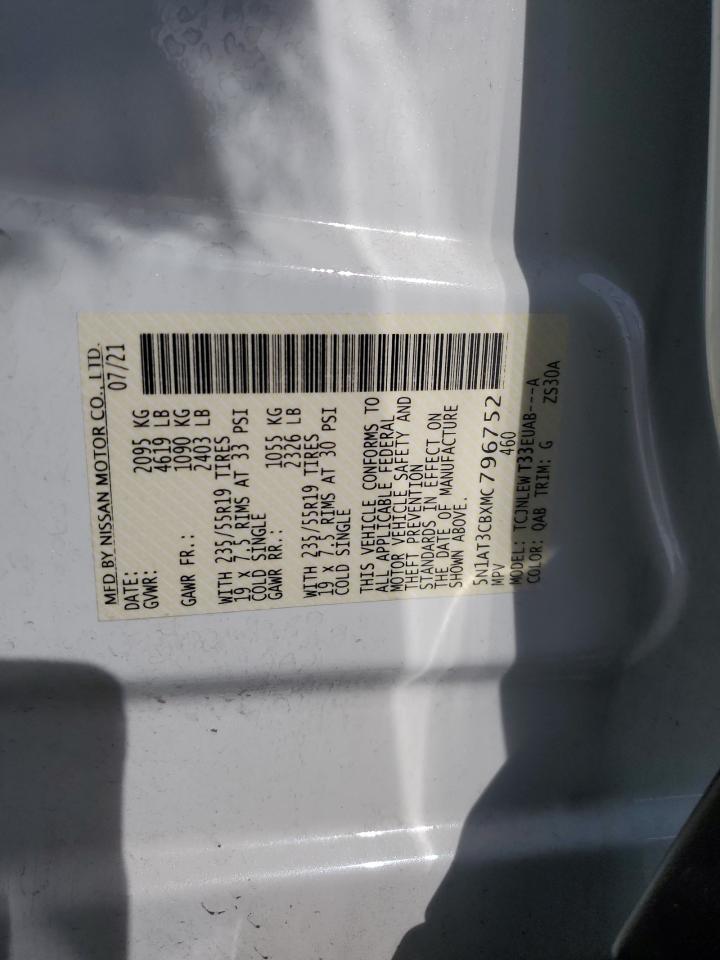 MFD BY NISSAN MOTOR CO., LTD.
DATE: 07/21
GVWR: 2095 KG
4619 LB
GAWR FR.: 1090 KG
2403 LB
WITH 235/55R19 TIRES
19 x 7.5 RIMS AT 33 PSI
COLD SINGLE
GAWR RR.: 1055 KG
2326 LB
WITH 235/55R19 TIRES
19 x 7.5 RIMS AT 30 PSI
COLD SINGLE
THIS VEHICLE CONFORMS TO
ALL APPLICABLE FEDERAL
MOTOR VEHICLE SAFETY AND
THEFT PREVENTION
STANDARDS IN EFFECT ON
THE DATE OF MANUFACTURE
SHOWN ABOVE.
5N1AT3CBXMC796752
MPV 460
MODEL: TCJNLEW T33EUAB---A
COLOR: QAB TRIM: G ZS30A